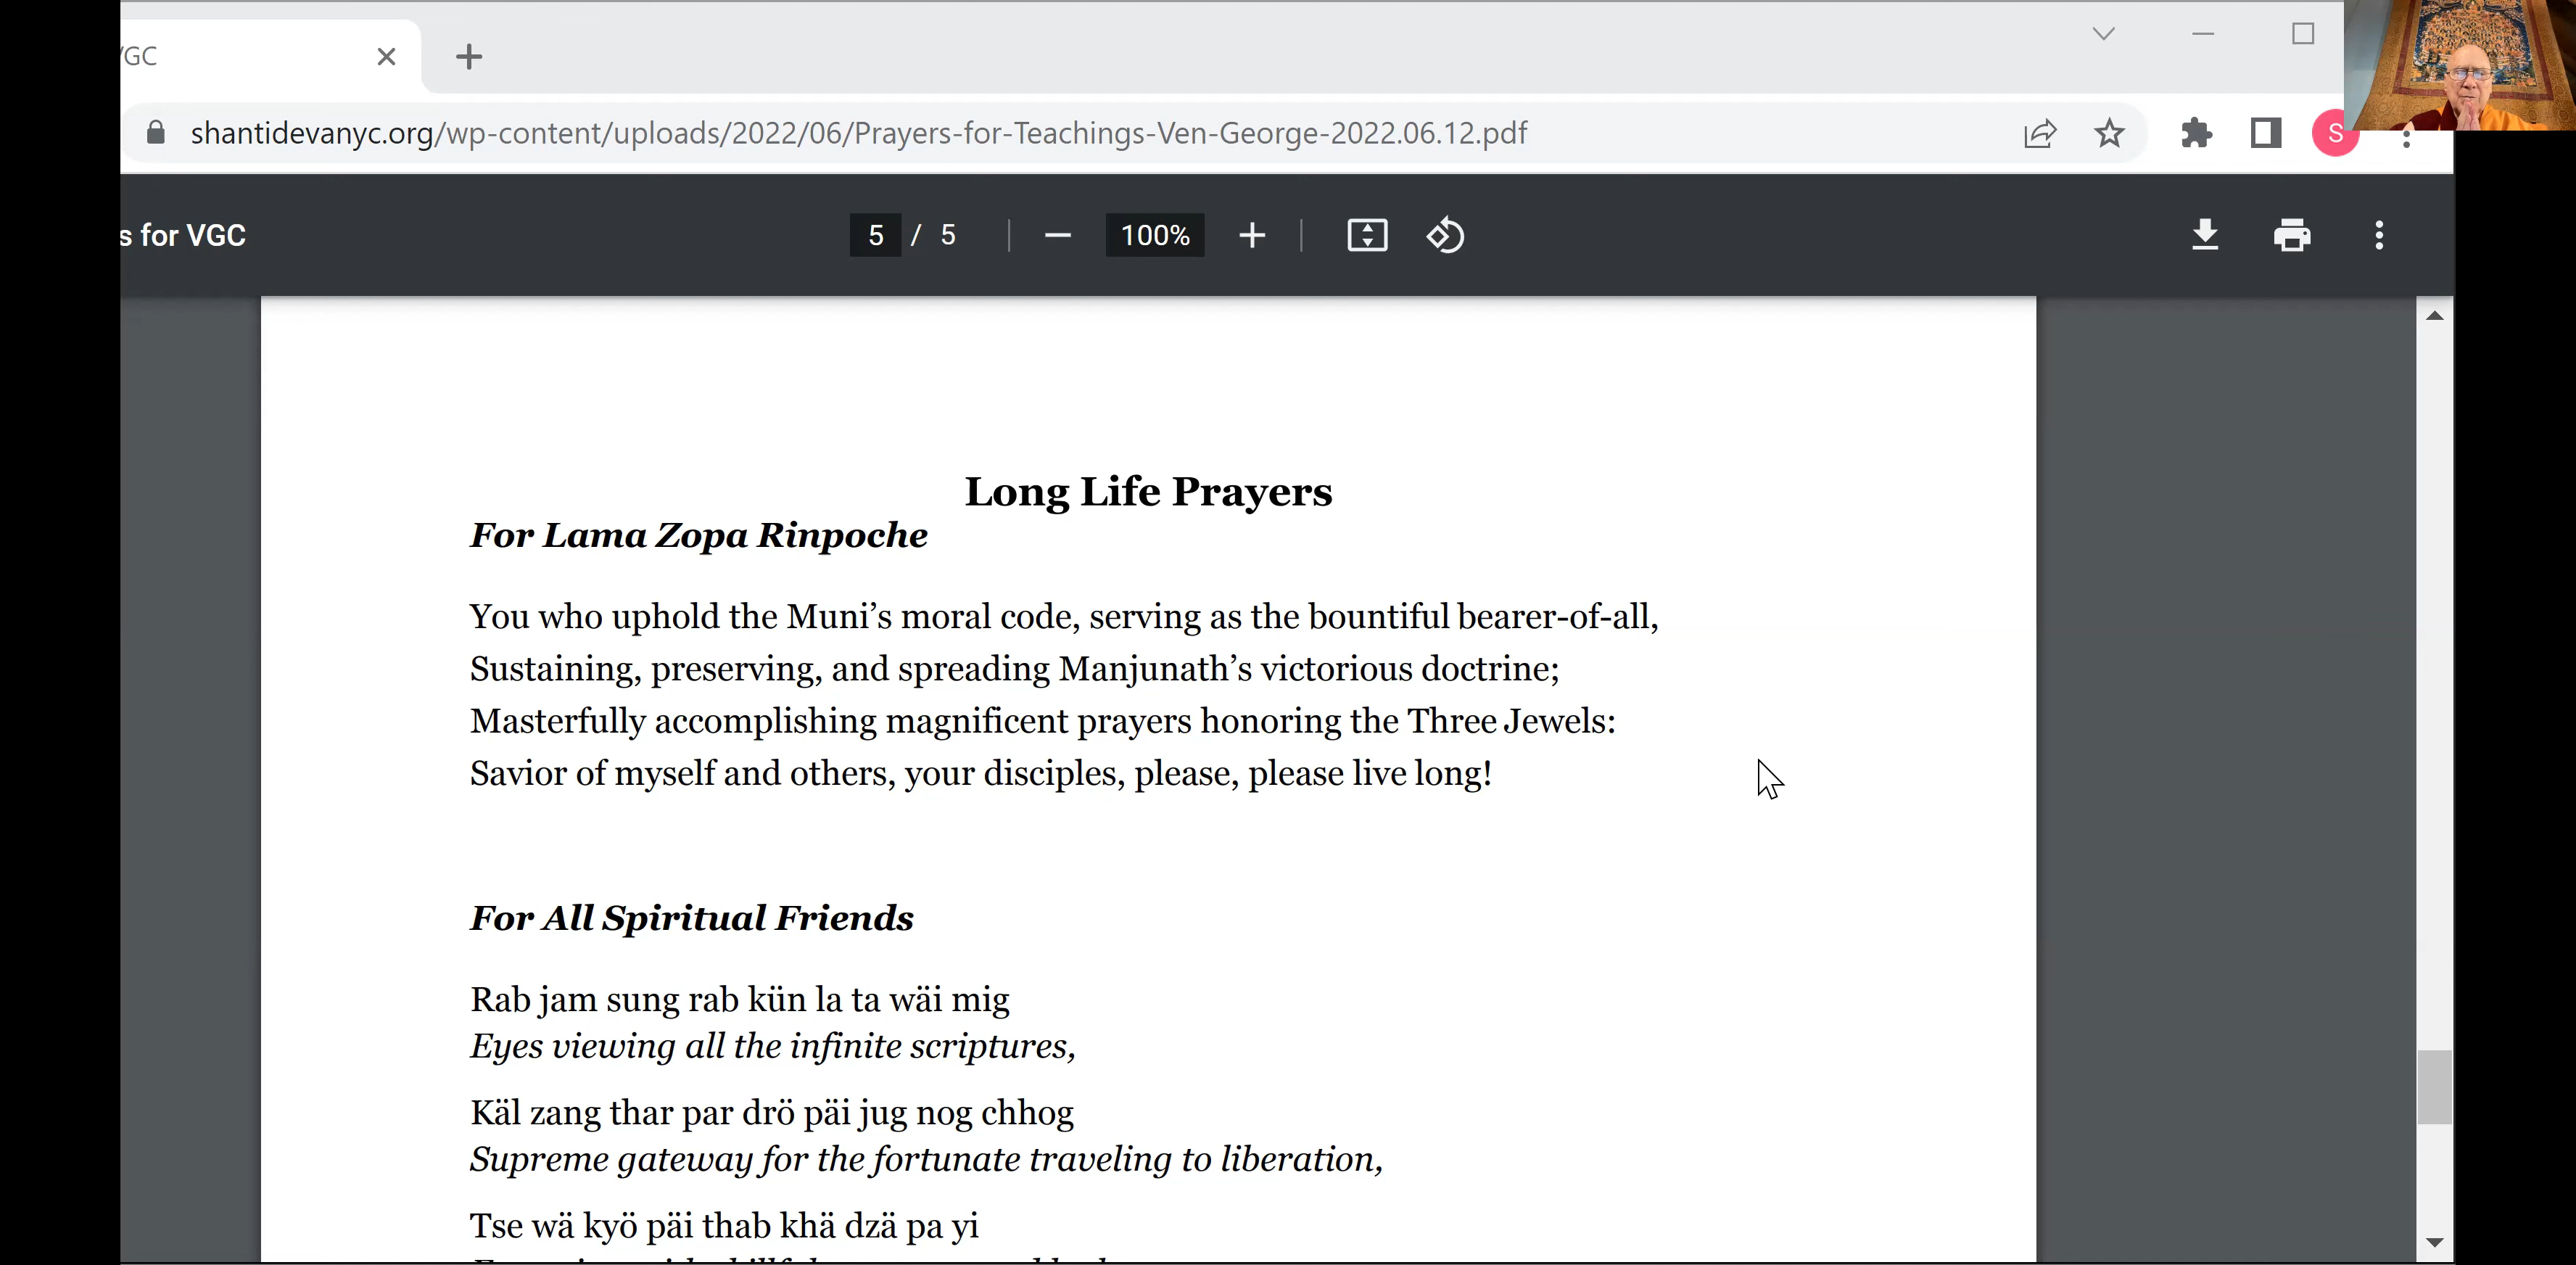 /GC
shantidevanyc.org/wp-content/uploads/2022/06/Prayers-for-Teachings-Ven-George-2022.06.12.pdf
S
s for VGC
5 / 5
100%
Long Life Prayers
For Lama Zopa Rinpoche
You who uphold the Muni’s moral code, serving as the bountiful bearer-of-all,
Sustaining, preserving, and spreading Manjunath’s victorious doctrine;
Masterfully accomplishing magnificent prayers honoring the Three Jewels:
Savior of myself and others, your disciples, please, please live long!
For All Spiritual Friends
Rab jam sung rab kün la ta wäi mig
Eyes viewing all the infinite scriptures,
Käl zang thar par drö päi jug nog chhog
Supreme gateway for the fortunate traveling to liberation,
Tse wä kyö päi thab khä dzä pa yi